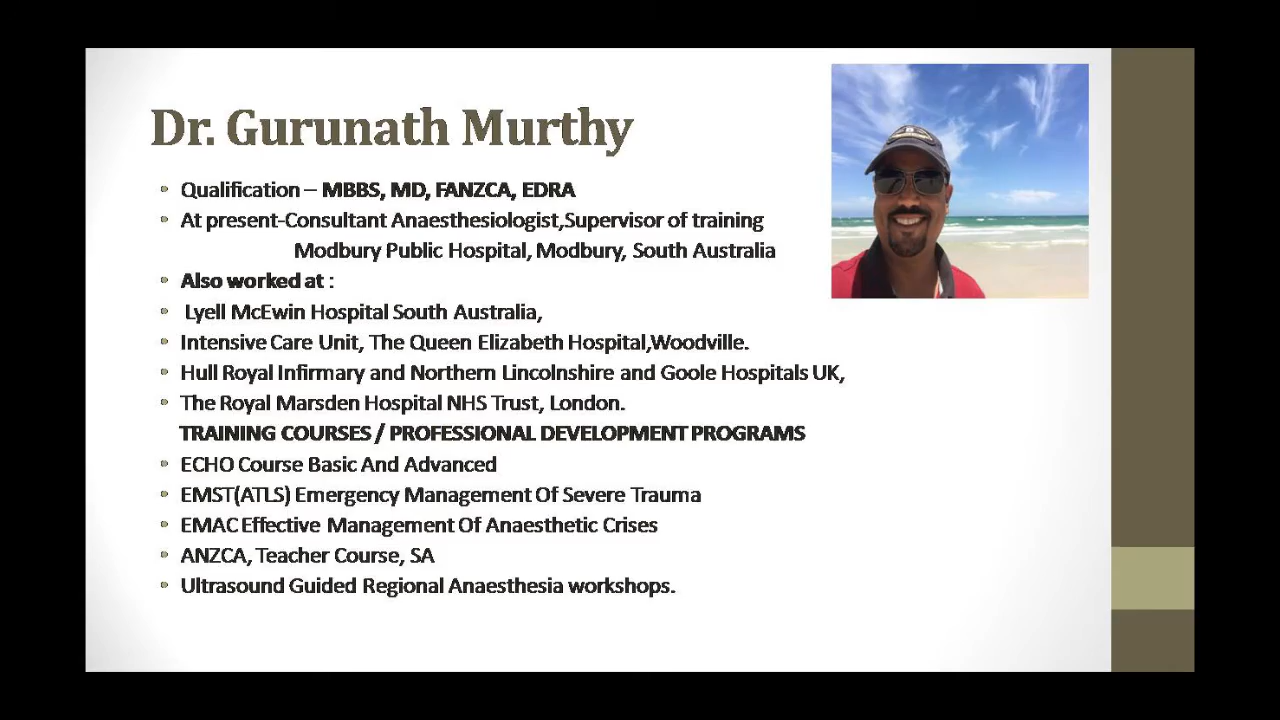 Dr. Gurunath Murthy
• Qualification – MBBS, MD, FANZCA, EDRA
• At present-Consultant Anaesthesiologist,Supervisor of training
Modbury Public Hospital, Modbury, South Australia
• Also worked at :
• Lyell McEwin Hospital South Australia,
• Intensive Care Unit, The Queen Elizabeth Hospital,Woodville.
• Hull Royal Infirmary and Northern Lincolnshire and Goole Hospitals UK,
• The Royal Marsden Hospital NHS Trust, London.
TRAINING COURSES / PROFESSIONAL DEVELOPMENT PROGRAMS
• ECHO Course Basic And Advanced
• EMST(ATLS) Emergency Management Of Severe Trauma
• EMAC Effective Management Of Anaesthetic Crises
• ANZCA, Teacher Course, SA
• Ultrasound Guided Regional Anaesthesia workshops.